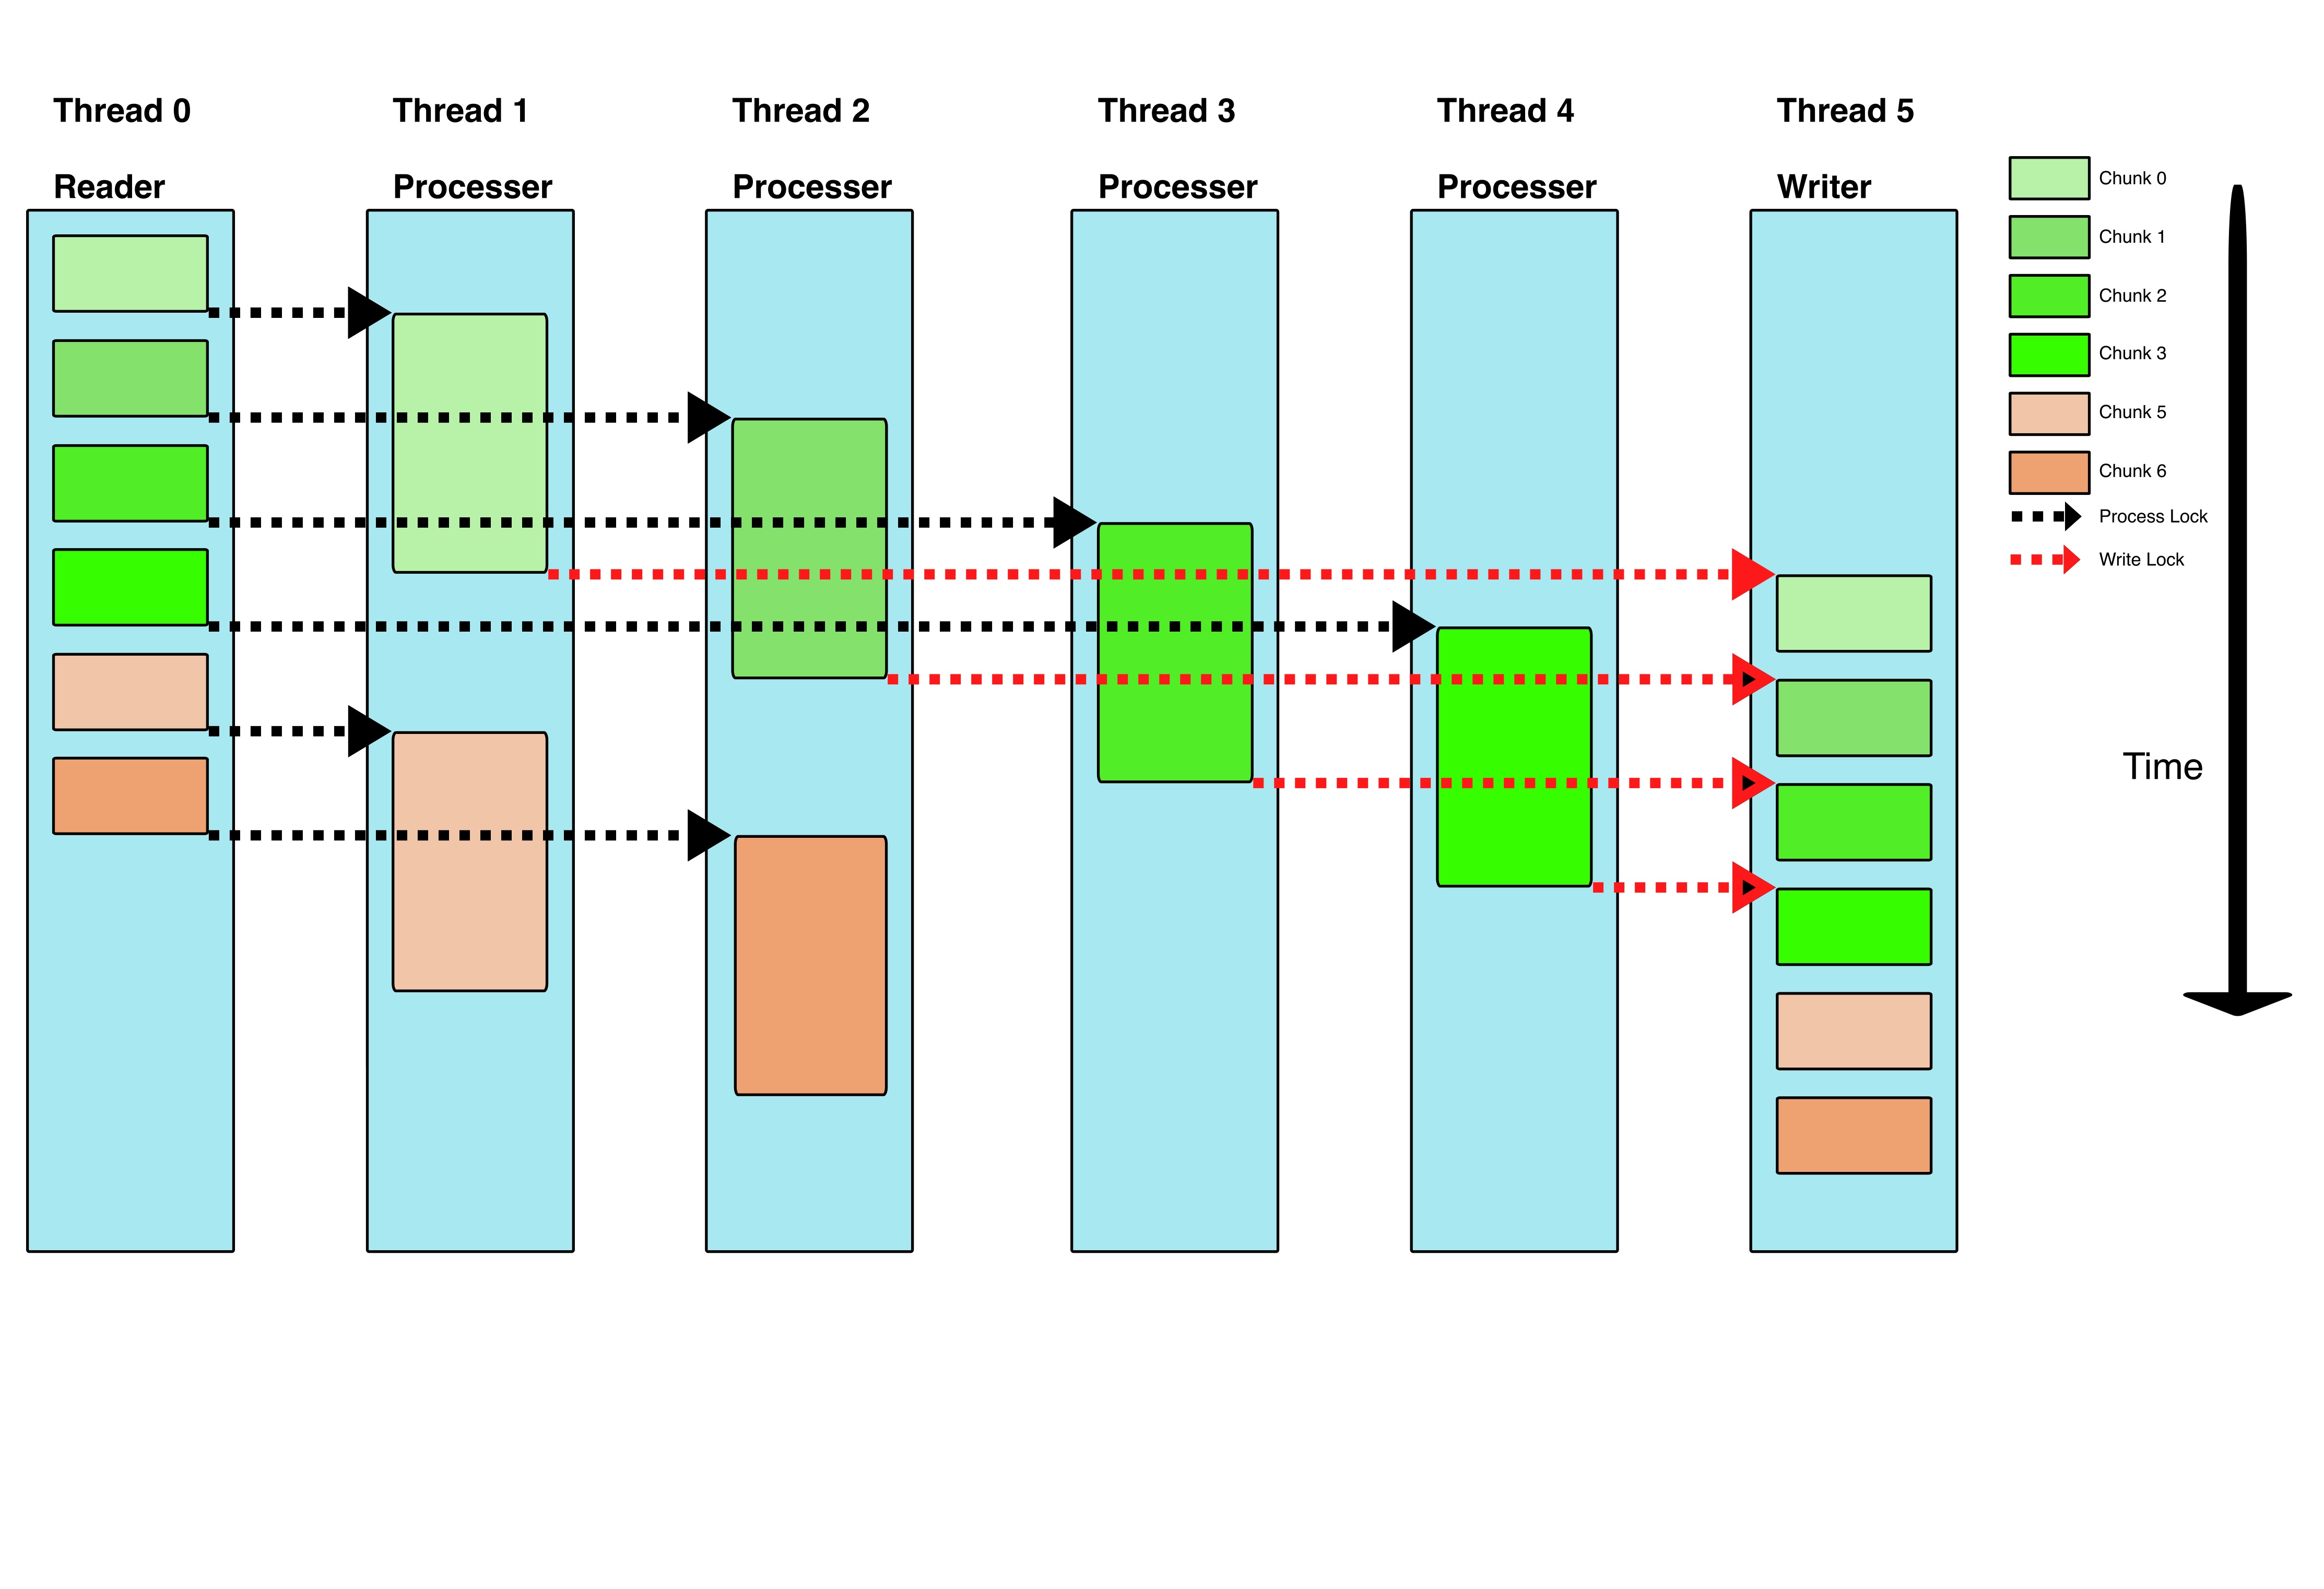 Thread 0
Thread 1
Thread 2
Thread 3
Thread 4
Thread 5
Reader
Processer
Processer
Processer
Processer
Writer
Chunk 0
Chunk 1
Chunk 2
Chunk 3
Chunk 5
Chunk 6
Process Lock
Write Lock
Time